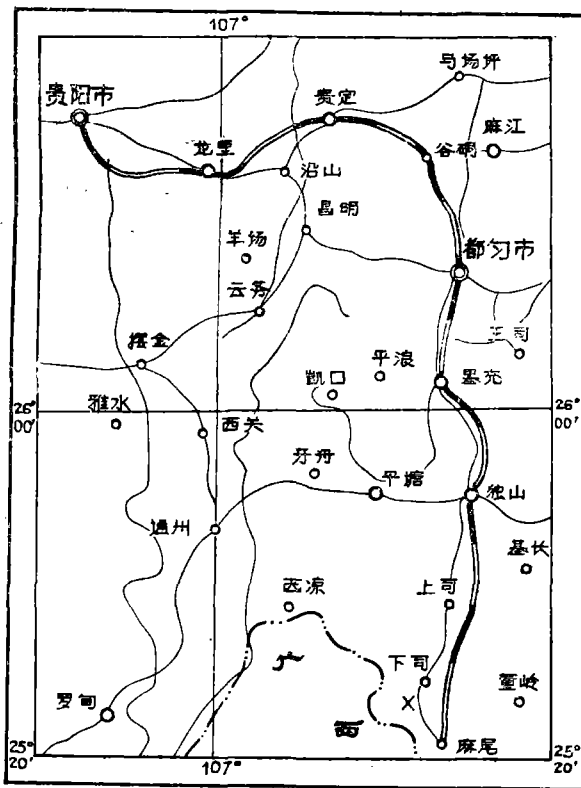 107°
马场坪
贵阳市
贵定
麻江
谷硐
龙里
沿山
昌明
羊场
都匀市
云雾
王司
摆金
平浪
墨充
凯口
26°
00′
26°
00′
雅水
西关
牙舟
平塘
独山
通州
基长
西凉
上司
广
西
下司
X
罗甸
麻尾
25°
20′
107°
25°
20′